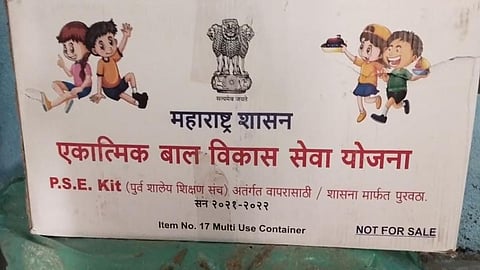 सत्यमेव जयते
महाराष्ट्र शासन
एकात्मिक बाल विकास सेवा योजना
P.S.E. Kit (पुर्व शालेय शिक्षण संच) अतंर्गत वापरासाठी / शासना मार्फत पुरवठा.
सन २०२१-२०२२
Item No. 17 Multi Use Container
NOT FOR SALE